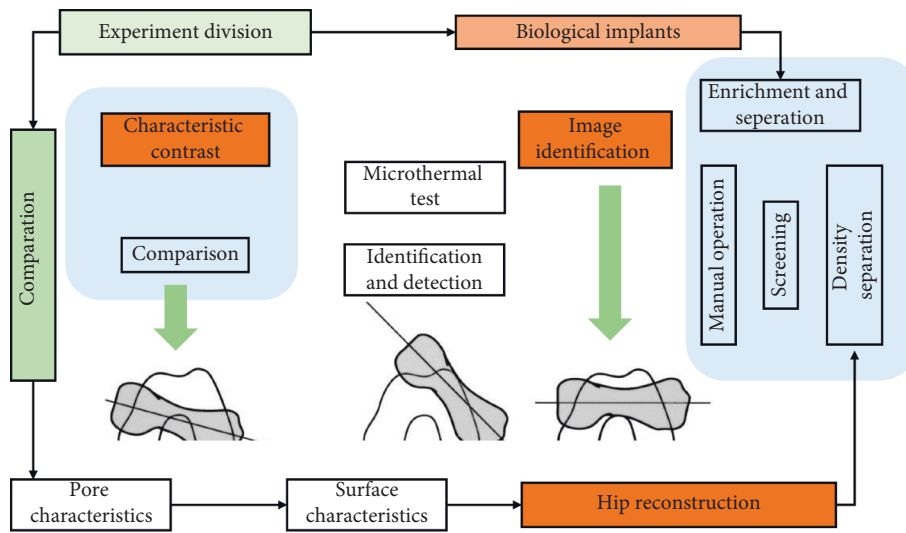 Experiment division
Biological implants
Enrichment and
seperation
Characteristic
contrast
Image
identification
Microthermal
test
Comparation
Comparison
Identification
and detection
Manual operation
Screening
Density
separation
Pore
characteristics
Surface
characteristics
Hip reconstruction